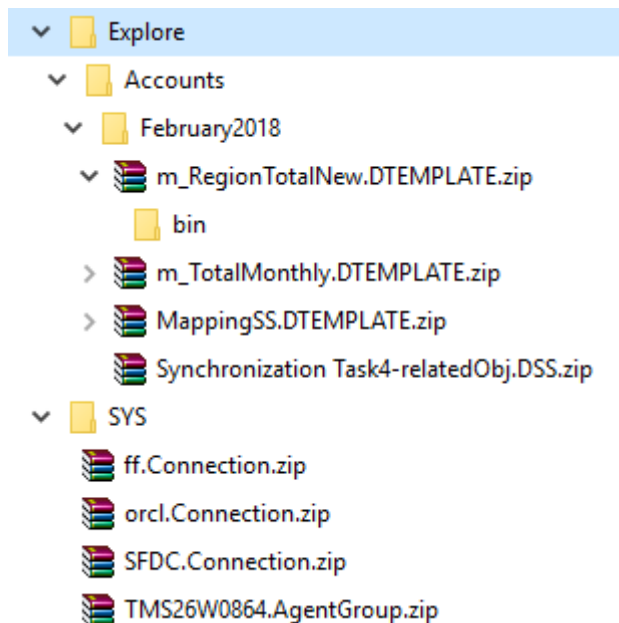 Explore
Accounts
February2018
m_RegionTotalNew.DTEMPLATE.zip
bin
m_TotalMonthly.DTEMPLATE.zip
MappingSS.DTEMPLATE.zip
Synchronization Task4-relatedObj.DSS.zip
SYS
ff.Connection.zip
orcl.Connection.zip
SFDC.Connection.zip
TMS26W0864.AgentGroup.zip